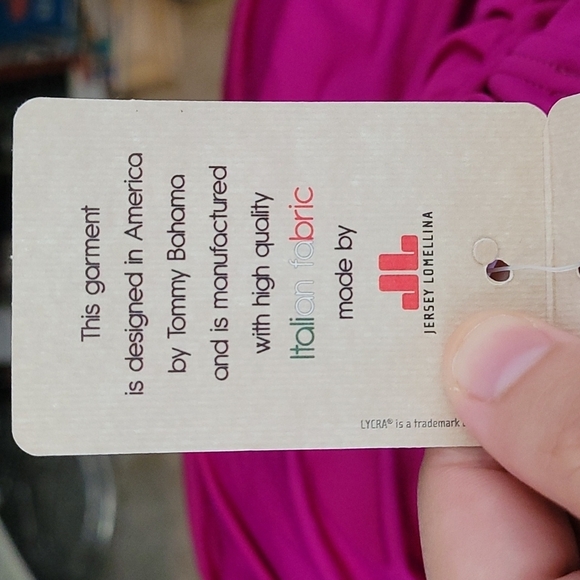 This garment
is designed in America
by Tommy Bahama
and is manufactured
with high quality
Italian fabric
made by
JL
JERSEY LOMELLINA
LYCRA® is a trademark